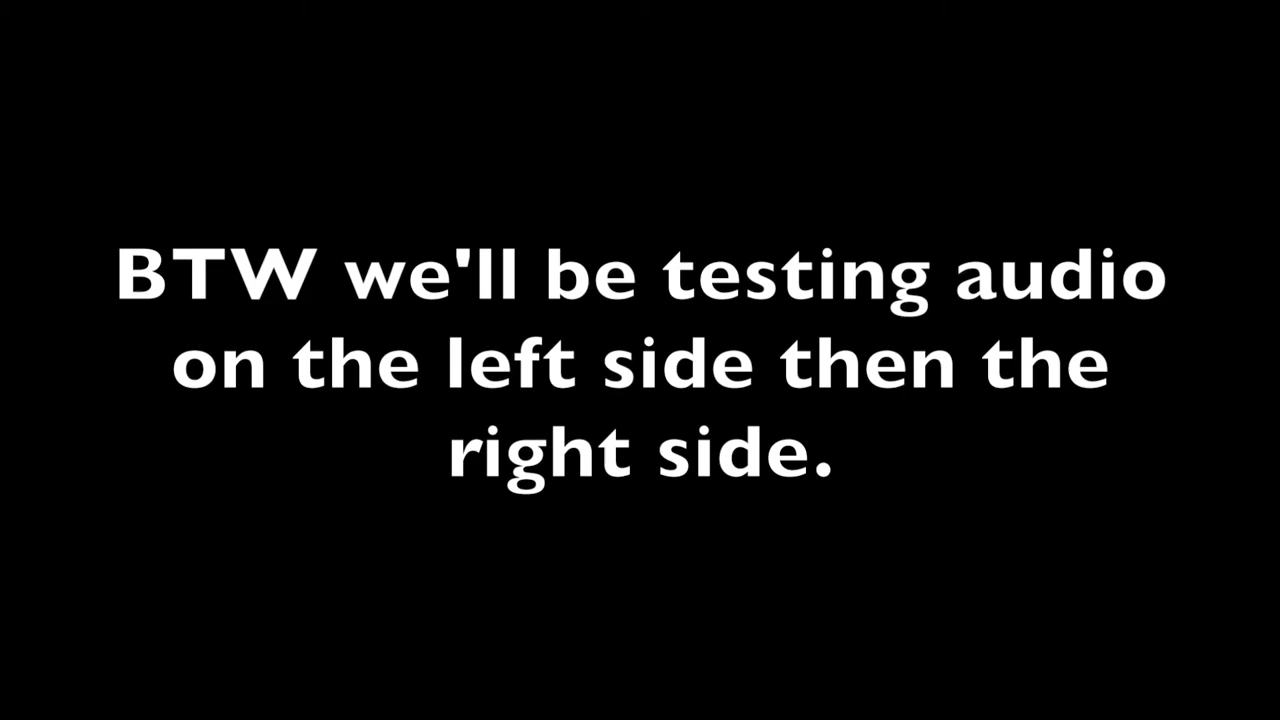 BTW we'll be testing audio
on the left side then the
right side.